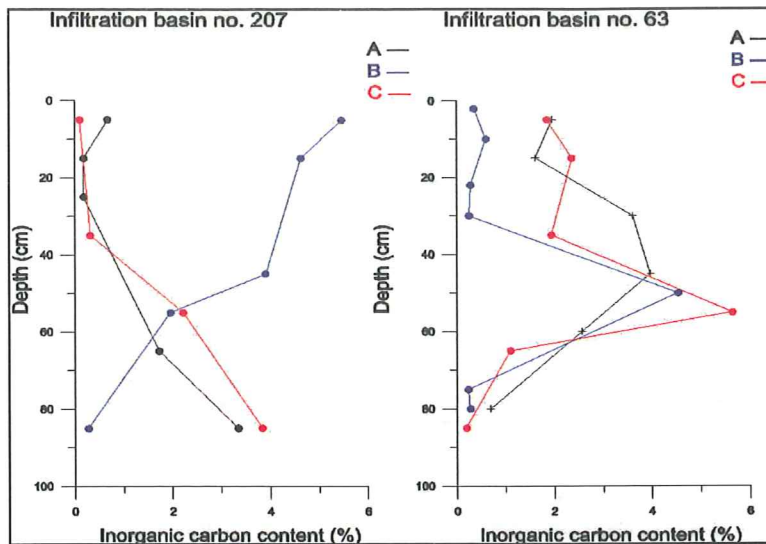 Infiltration basin no. 207
A
B
C
0
20
40
60
80
100
Depth (cm)
0
2
4
6
Inorganic carbon content (%)
Infiltration basin no. 63
A
B
C
0
20
40
60
80
100
Depth (cm)
0
2
4
6
Inorganic carbon content (%)